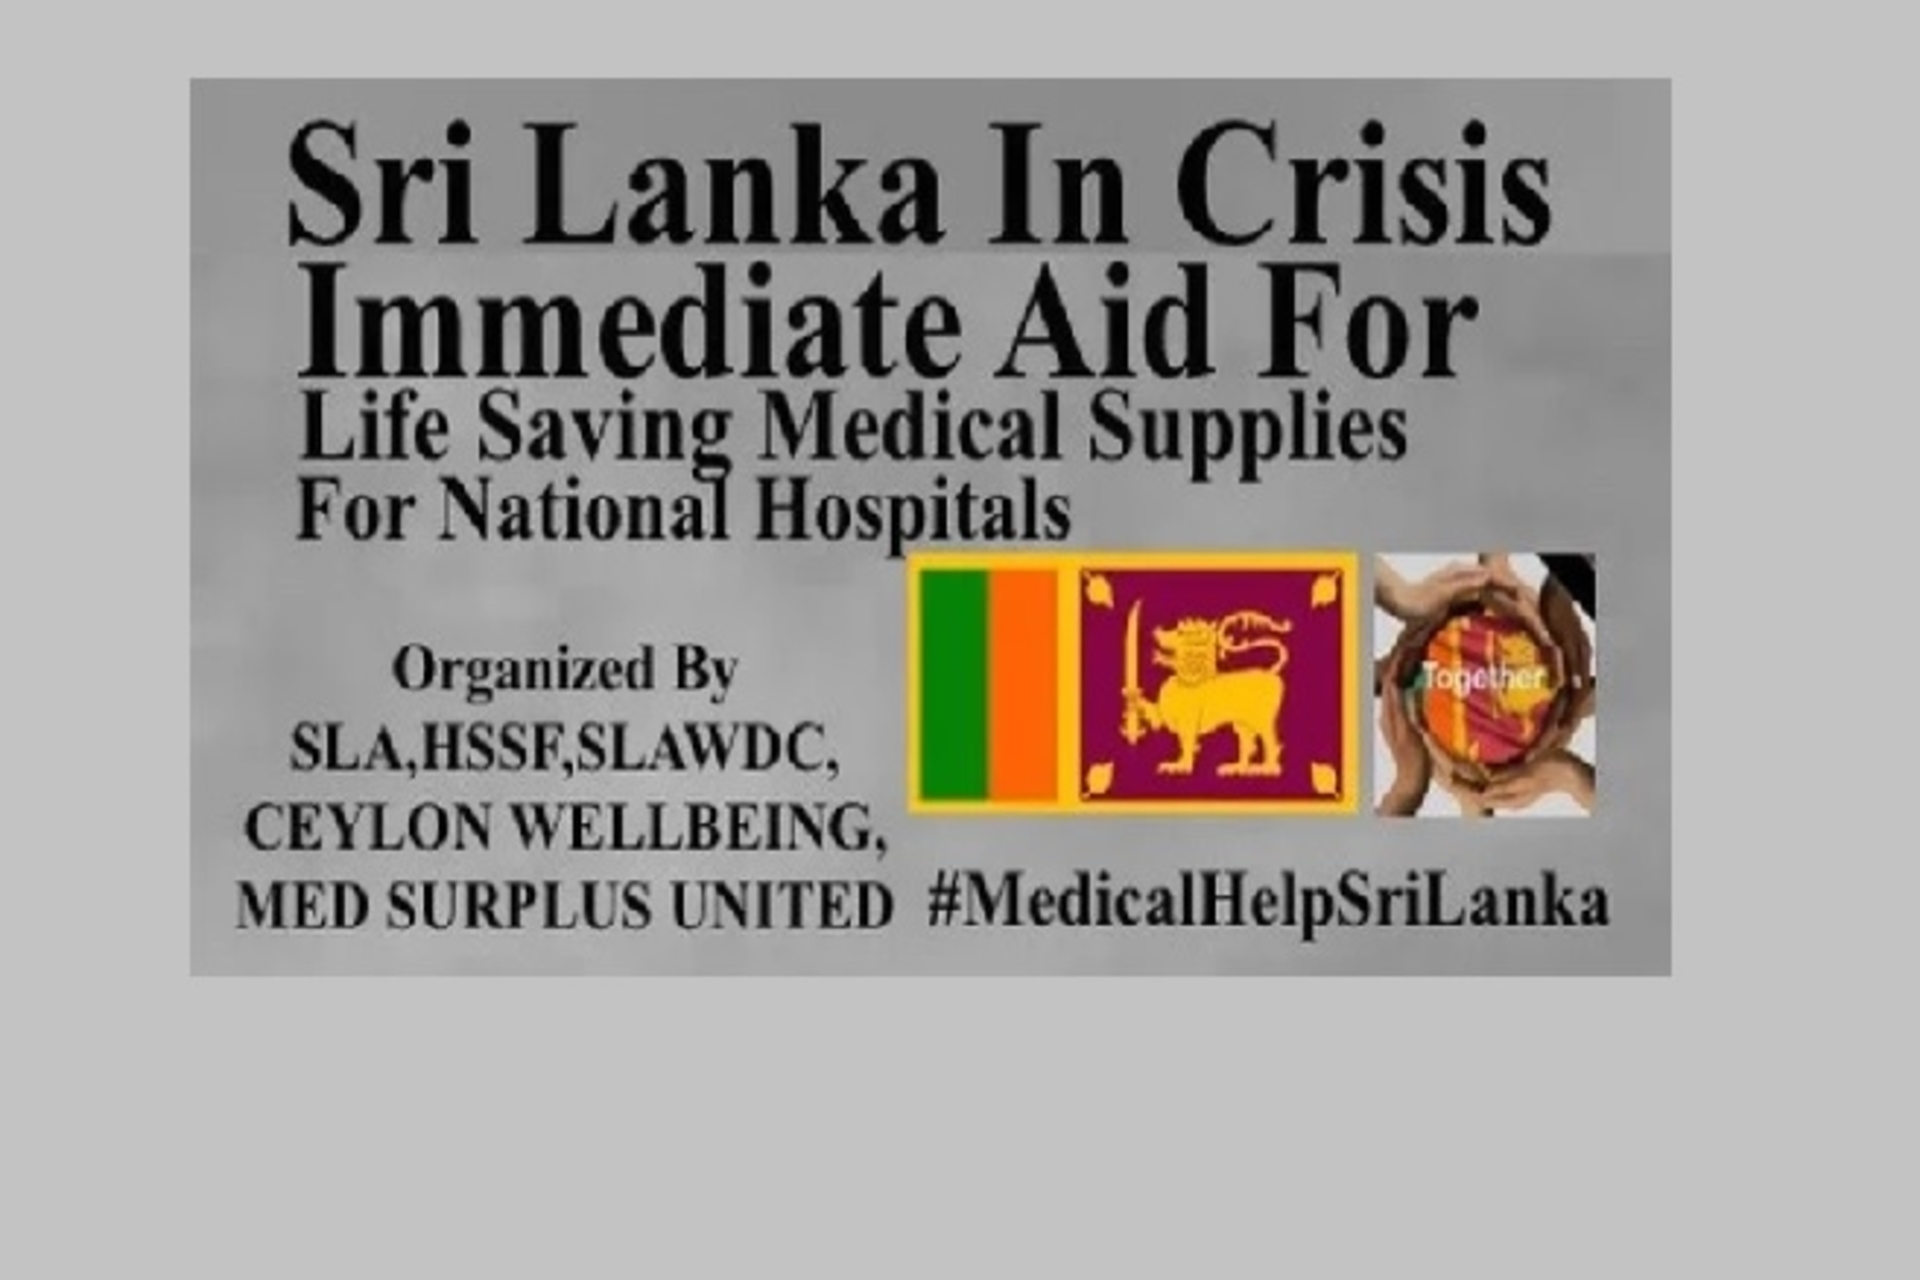 Sri Lanka In Crisis
Immediate Aid For
Life Saving Medical Supplies
For National Hospitals
Together
Organized By
SLA,HSSF,SLAWDC,
CEYLON WELLBEING,
MED SURPLUS UNITED
#MedicalHelpSriLanka